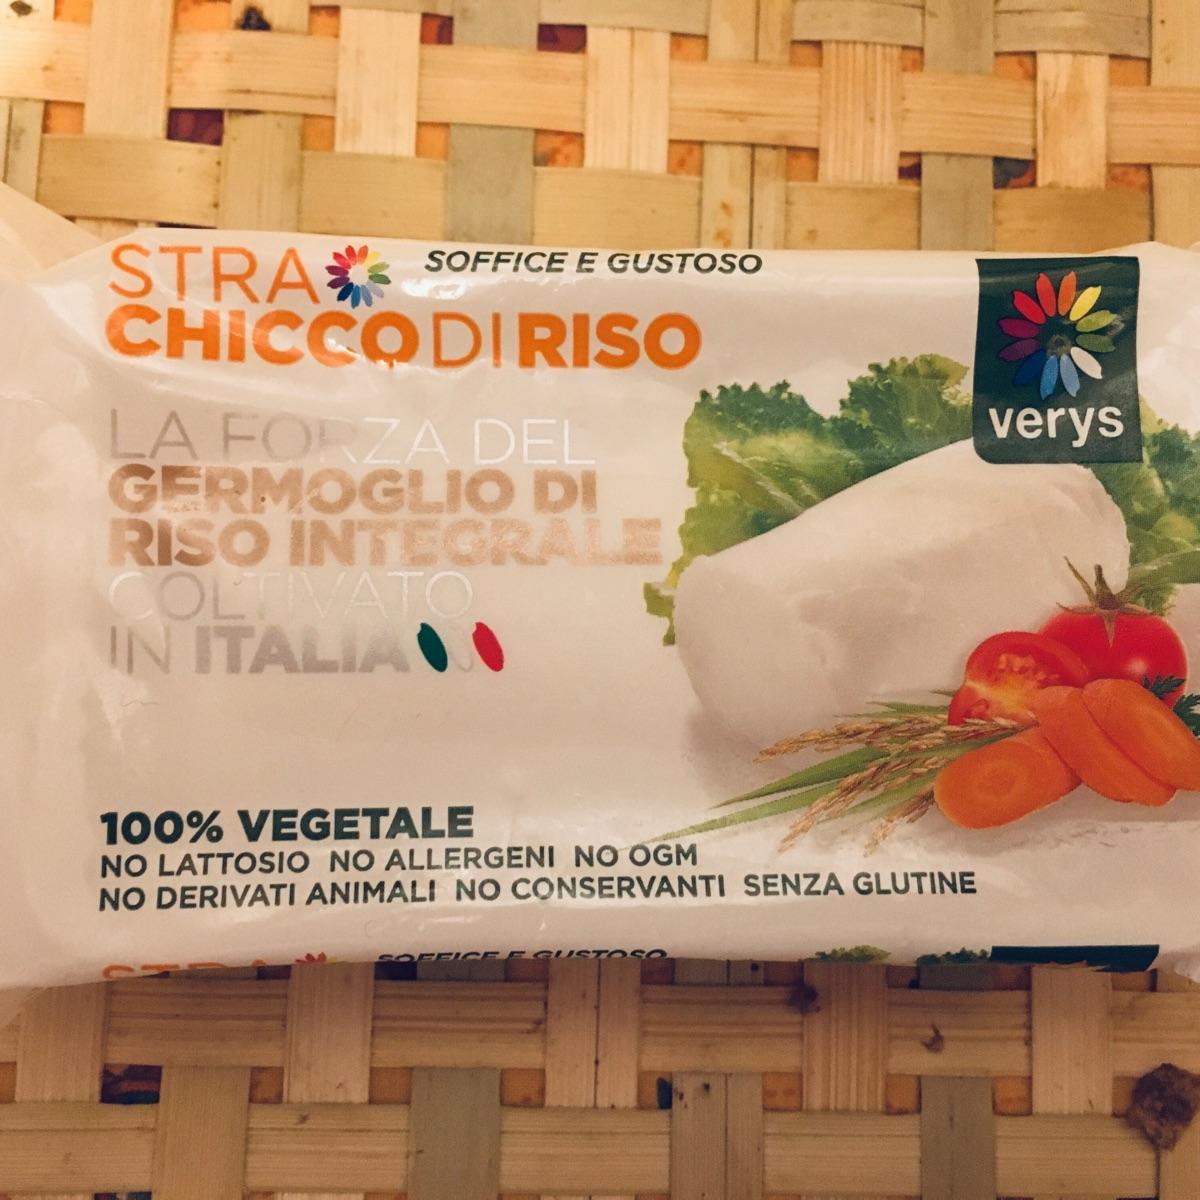 STRA SOFFICE E GUSTOSO
CHICCO DI RISO
verys
LA FORZA DEL
GERMOGLIO DI
RISO INTEGRALE
COLTIVATO
IN ITALIA
100% VEGETALE
NO LATTOSIO NO ALLERGENI NO OGM
NO DERIVATI ANIMALI NO CONSERVANTI SENZA GLUTINE
STRA SOFFICE E GUSTOSO